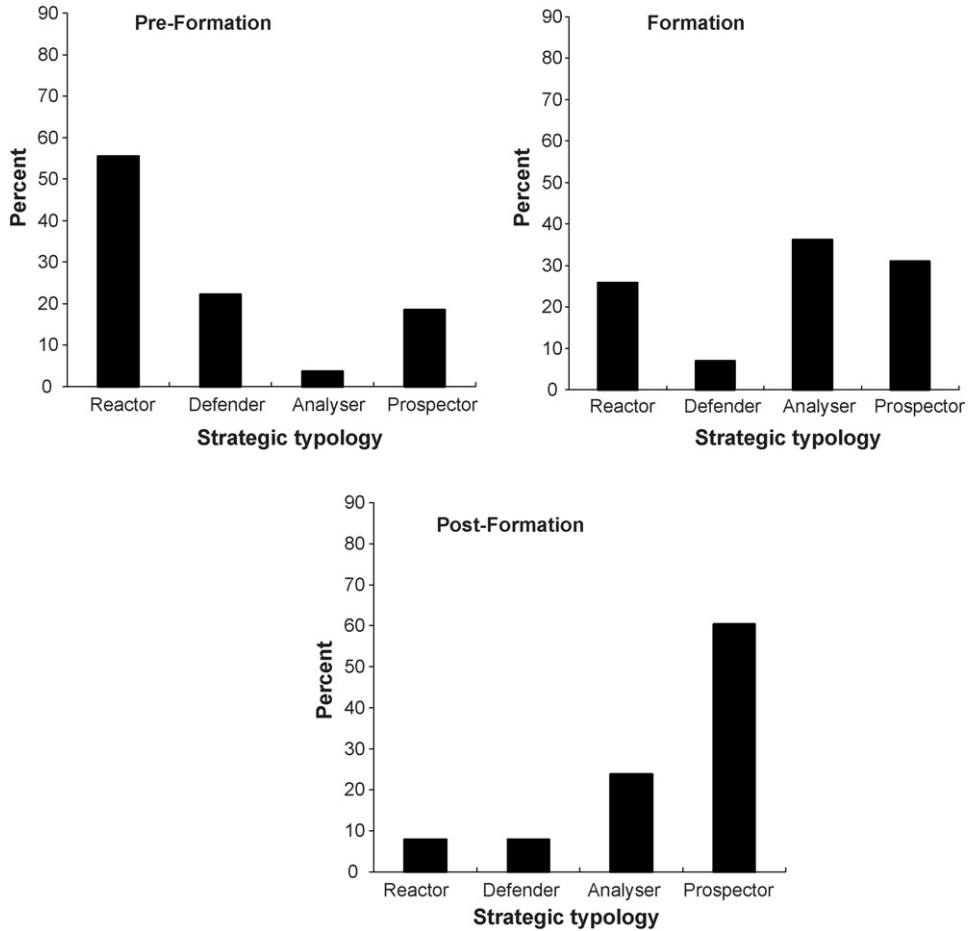 Pre-Formation
Percent
90
80
70
60
50
40
30
20
10
0
Reactor Defender Analyser Prospector
Strategic typology
Formation
Percent
90
80
70
60
50
40
30
20
10
0
Reactor Defender Analyser Prospector
Strategic typology
Post-Formation
Percent
90
80
70
60
50
40
30
20
10
0
Reactor Defender Analyser Prospector
Strategic typology